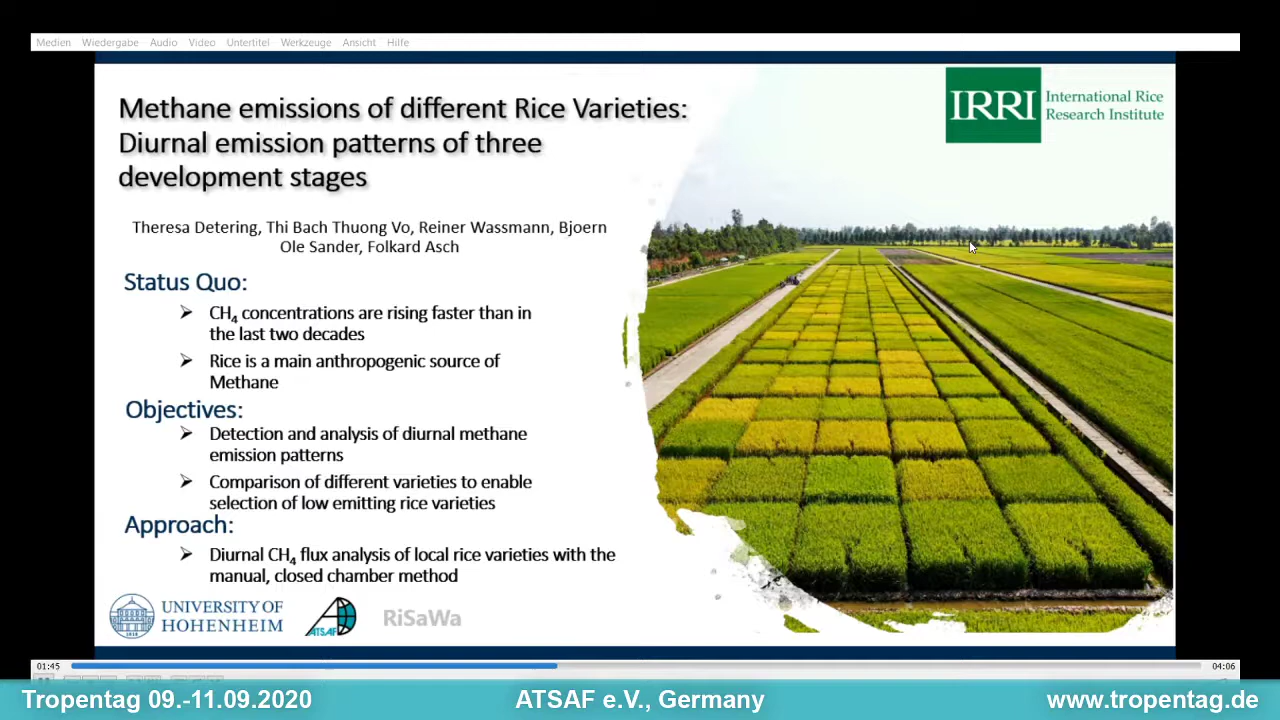 Medien Wiedergabe Audio Video Untertitel Werkzeuge Ansicht Hilfe
Methane emissions of different Rice Varieties:
Diurnal emission patterns of three
development stages
IRRI International Rice
Research Institute
Theresa Detering, Thi Bach Thuong Vo, Reiner Wassmann, Bjoern
Ole Sander, Folkard Asch
Status Quo:
➢ CH₄ concentrations are rising faster than in
the last two decades
➢ Rice is a main anthropogenic source of
Methane
Objectives:
➢ Detection and analysis of diurnal methane
emission patterns
➢ Comparison of different varieties to enable
selection of low emitting rice varieties
Approach:
➢ Diurnal CH₄ flux analysis of local rice varieties with the
manual, closed chamber method
UNIVERSITY OF
HOHENHEIM
1818
ATSAF
RiSaWa
01:45 04:06
Tropentag 09.-11.09.2020 ATSAF e.V., Germany www.tropentag.de